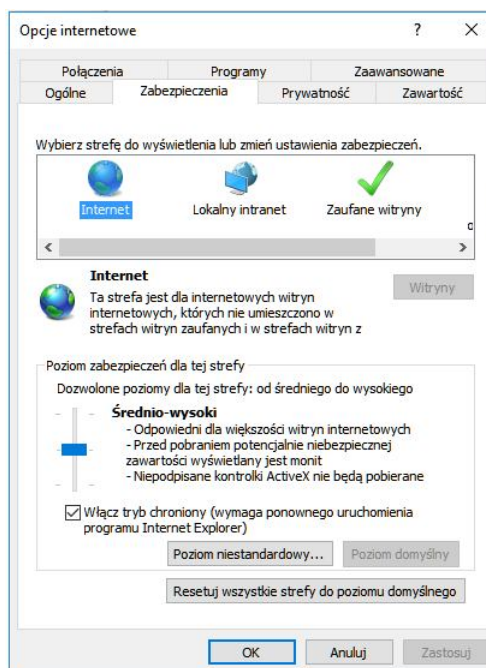 Opcje internetowe
Połączenia Programy Zaawansowane
Ogólne Zabezpieczenia Prywatność Zawartość
Wybierz strefę do wyświetlenia lub zmień ustawienia zabezpieczeń.
Internet Lokalny intranet Zaufane witryny
Internet
Witryny
Ta strefa jest dla internetowych witryn
internetowych, których nie umieszczono w
strefach witryn zaufanych i w strefach witryn z
Poziom zabezpieczeń dla tej strefy
Dozwolone poziomy dla tej strefy: od średniego do wysokiego
Średnio-wysoki
- Odpowiedni dla większości witryn internetowych
- Przed pobraniem potencjalnie niebezpiecznej
zawartości wyświetlany jest monit
- Niepodpisane kontrolki ActiveX nie będą pobierane
Włącz tryb chroniony (wymaga ponownego uruchomienia
programu Internet Explorer)
Poziom niestandardowy... Poziom domyślny
Resetuj wszystkie strefy do poziomu domyślnego
OK Anuluj Zastosuj